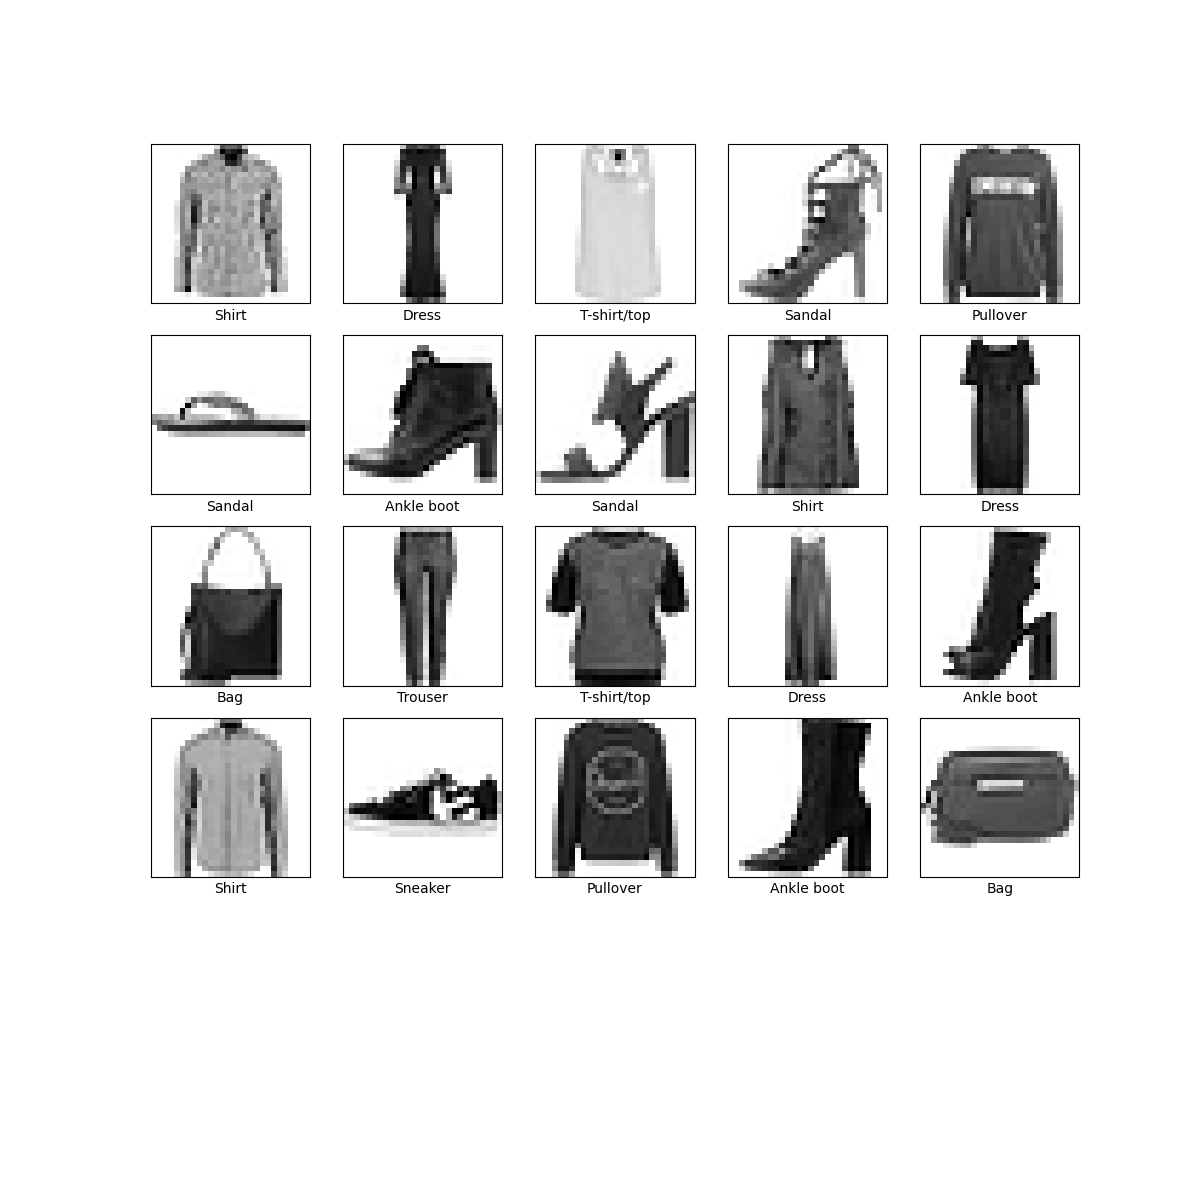 Shirt Dress T-shirt/top Sandal Pullover
Sandal Ankle boot Sandal Shirt Dress
Bag Trouser T-shirt/top Dress Ankle boot
Shirt Sneaker Pullover Ankle boot Bag